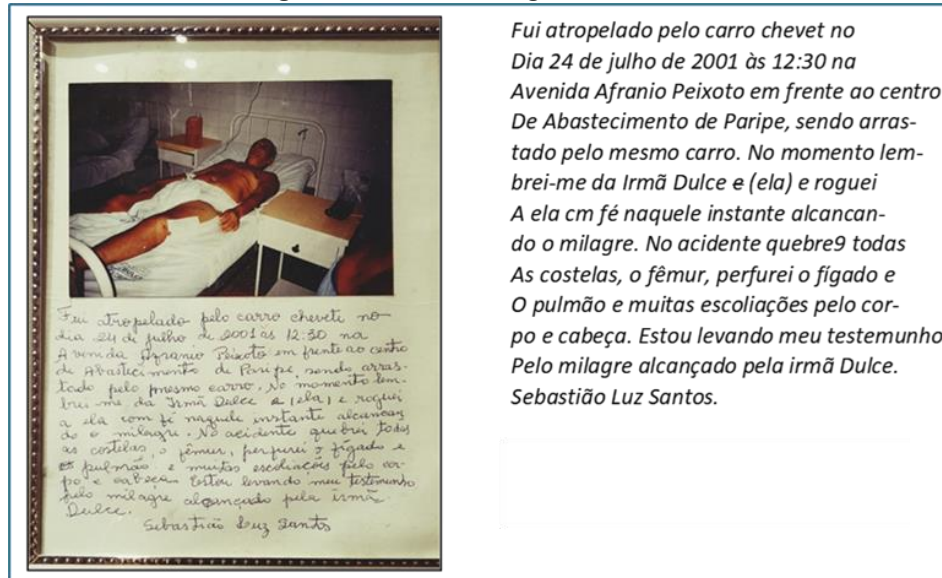 Fui atropelado pelo carro cheveti no
dia 24 de julho de 2001 às 12:30 na
Avenida Afranio Peixoto em frente ao centro
de Abastecimento de Paripe, sendo arras-
tado pelo mesmo carro. No momento lem-
brei-me da Irmã Dulce e (ela) e roguei
a ela com fé naquele instante alcancan
do o milagre. No acidente quebrei todas
as costelas, o fêmur, perfurei o fígado e
pulmão e muitas escoliações pelo cor-
po e cabeça. Estou levando meu testemunho
pelo milagre alcançado pela irmã
Dulce.
Sebastião Luz Santos
Fui atropelado pelo carro chevet no
Dia 24 de julho de 2001 às 12:30 na
Avenida Afranio Peixoto em frente ao centro
De Abastecimento de Paripe, sendo arras-
tado pelo mesmo carro. No momento lem-
brei-me da Irmã Dulce e (ela) e roguei
A ela cm fé naquele instante alcancan-
do o milagre. No acidente quebre9 todas
As costelas, o fêmur, perfurei o fígado e
O pulmão e muitas escoliações pelo cor-
po e cabeça. Estou levando meu testemunho
Pelo milagre alcançado pela irmã Dulce.
Sebastião Luz Santos.